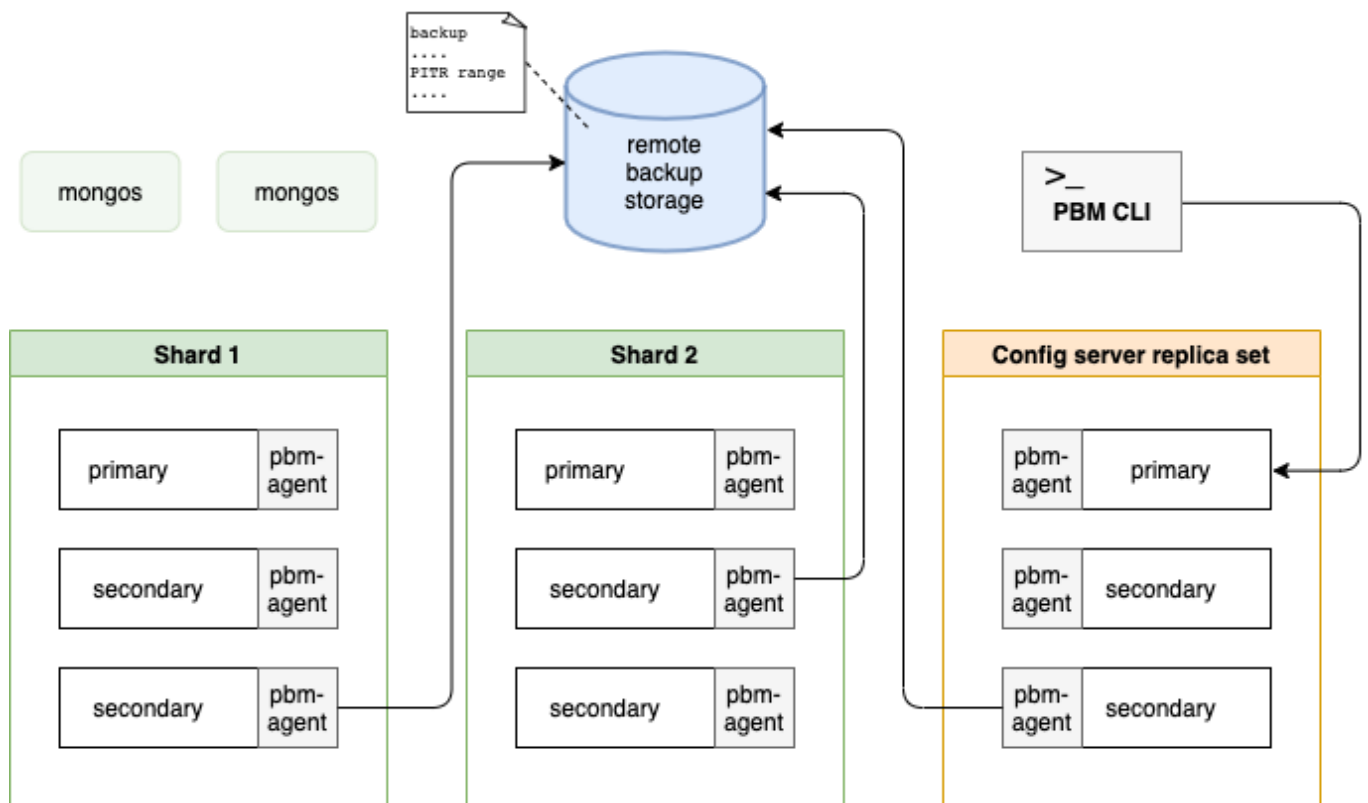 backup
....
PITR range
....
remote
backup
storage
mongos
mongos
>_
PBM CLI
Shard 1
primary
pbm-
agent
secondary
pbm-
agent
secondary
pbm-
agent
Shard 2
primary
pbm-
agent
secondary
pbm-
agent
secondary
pbm-
agent
Config server replica set
pbm-
agent
primary
pbm-
agent
secondary
pbm-
agent
secondary